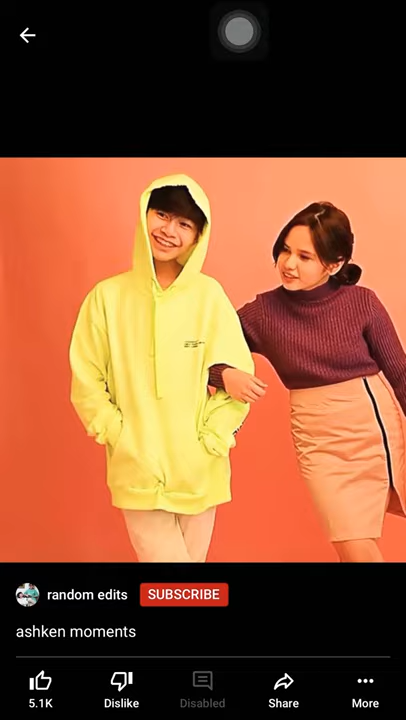 random edits SUBSCRIBE
ashken moments
5.1K Dislike Disabled Share More